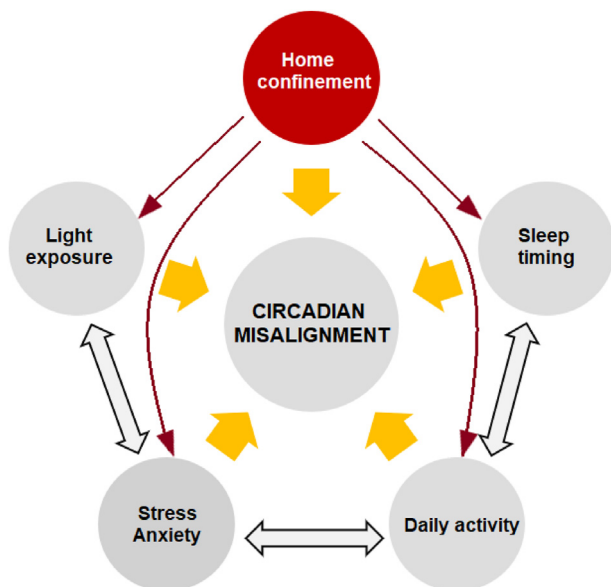 Home
confinement
Light
exposure
Sleep
timing
CIRCADIAN
MISALIGNMENT
Stress
Anxiety
Daily activity